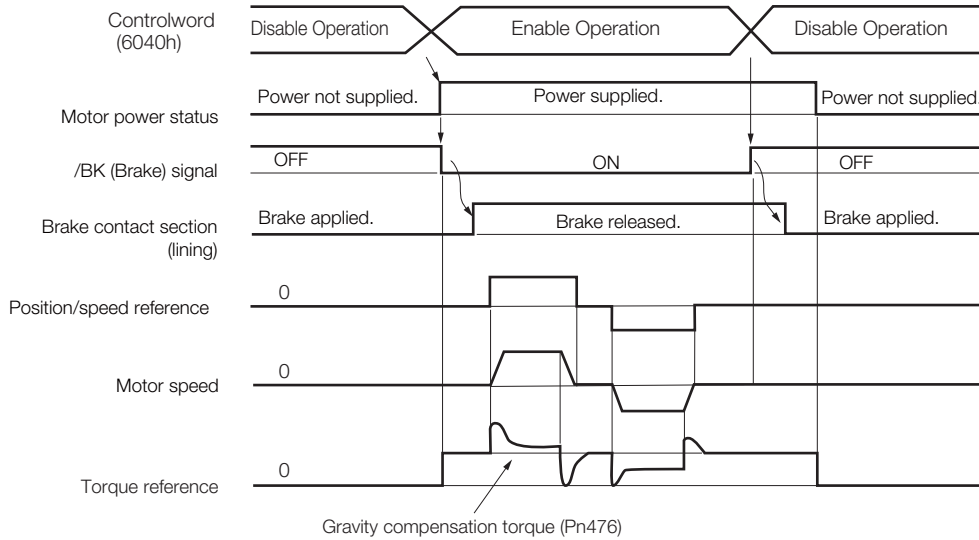 Controlword
(6040h)
Disable Operation
Enable Operation
Disable Operation
Motor power status
Power not supplied.
Power supplied.
Power not supplied.
/BK (Brake) signal
OFF
ON
OFF
Brake contact section
(lining)
Brake applied.
Brake released.
Brake applied.
Position/speed reference
0
Motor speed
0
Torque reference
0
Gravity compensation torque (Pn476)